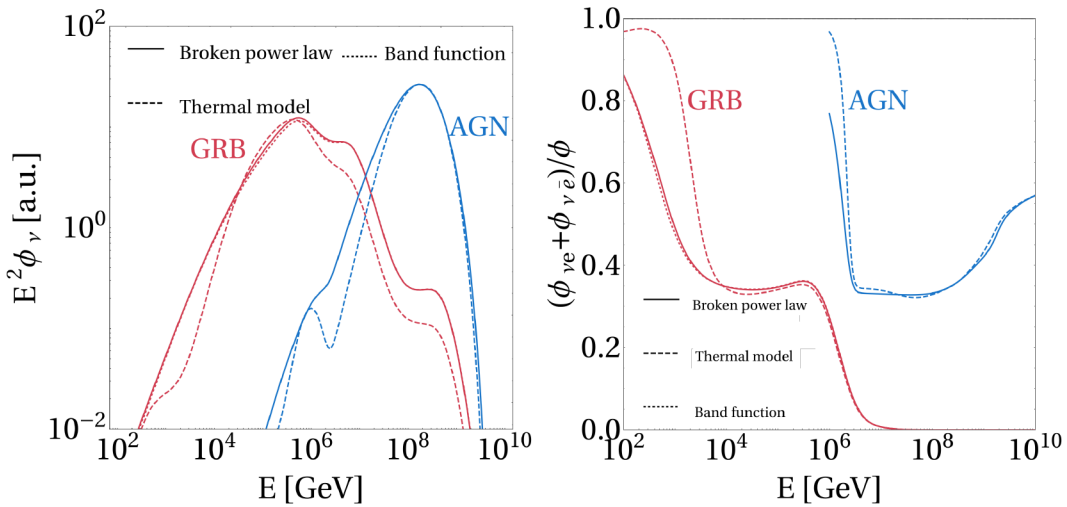 10^2
Broken power law
Band function
Thermal model
GRB
AGN
10^0
10^-2
E^2 ϕ_ν [a.u.]
10^2 10^4 10^6 10^8 10^10
E [GeV]
1.0
0.8
0.6
0.4
0.2
0.0
(ϕ_νe+ϕ_ν ē)/ϕ
GRB
AGN
Broken power law
Thermal model
Band function
10^2 10^4 10^6 10^8 10^10
E [GeV]